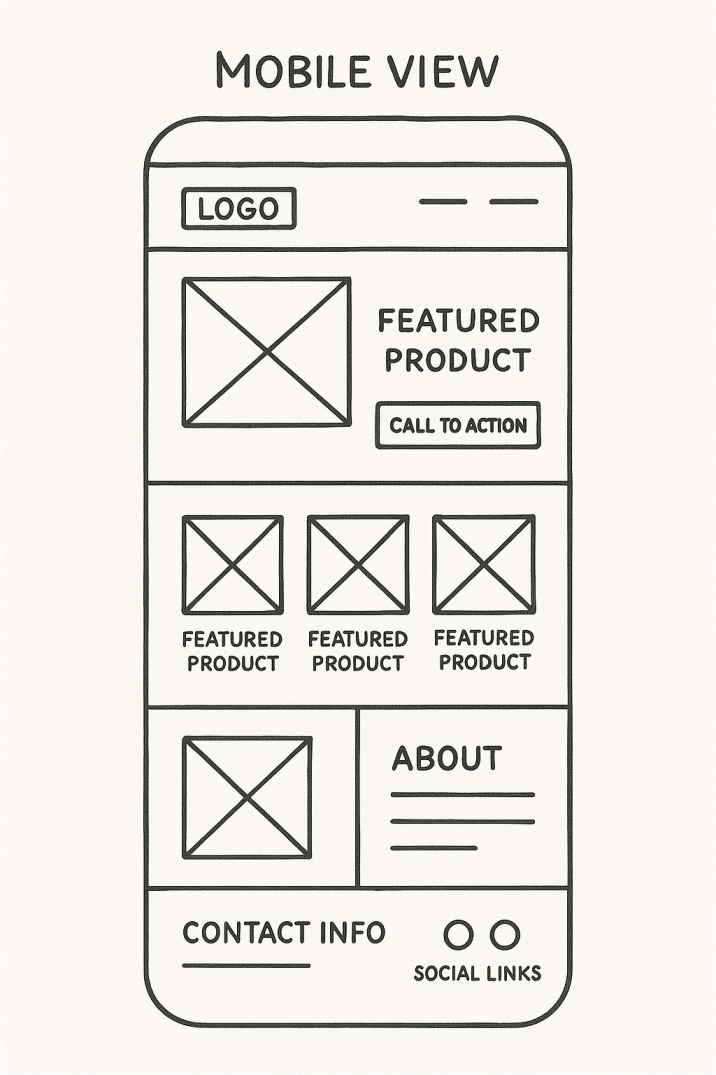 MOBILE VIEW
LOGO
FEATURED
PRODUCT
CALL TO ACTION
FEATURED
PRODUCT
FEATURED
PRODUCT
FEATURED
PRODUCT
ABOUT
CONTACT INFO
SOCIAL LINKS